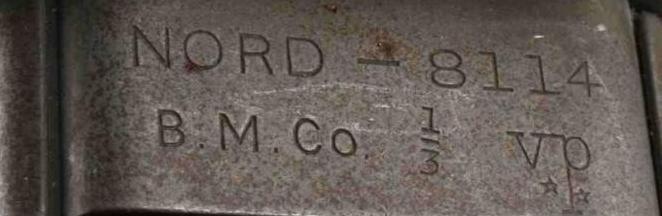 NORD - 8114
B.M.Co. 1/3 VP